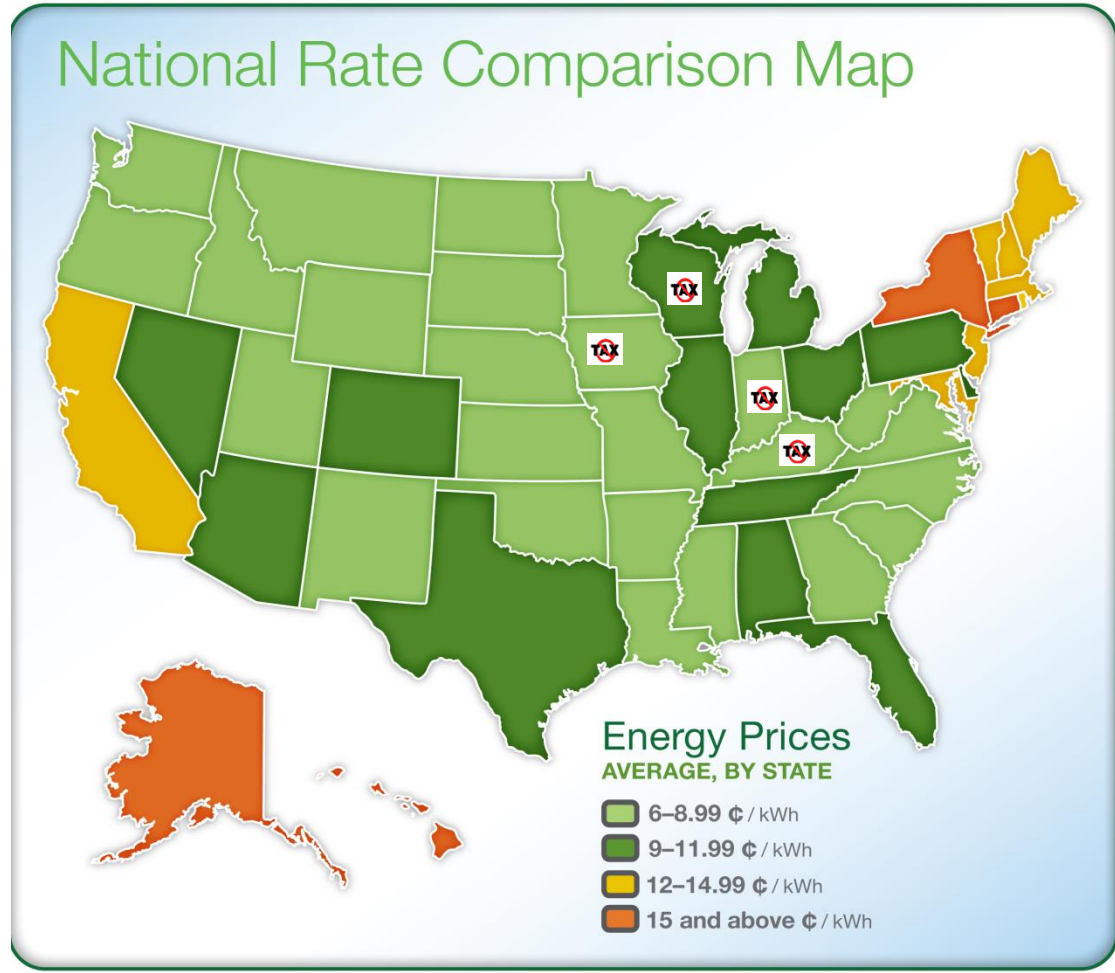 National Rate Comparison Map
TAX
TAX
TAX
TAX
Energy Prices
AVERAGE, BY STATE
6–8.99 ¢ / kWh
9–11.99 ¢ / kWh
12–14.99 ¢ / kWh
15 and above ¢ / kWh